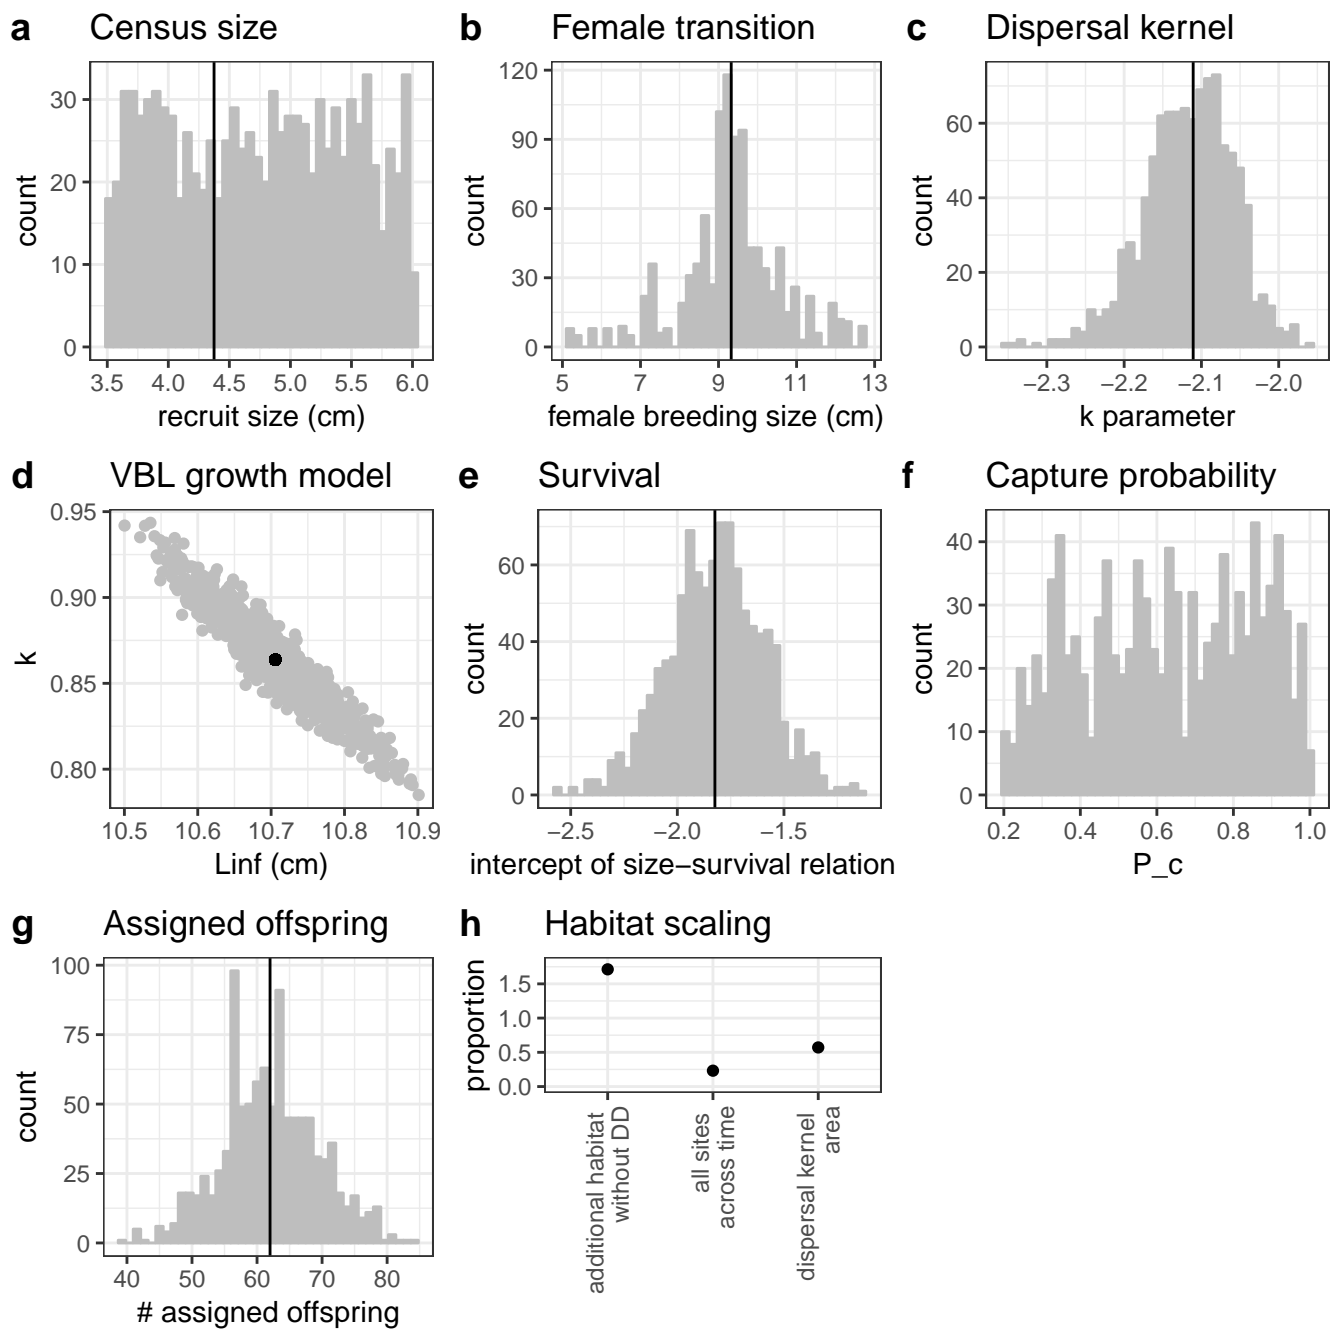 a Census size
30
20
10
0
count
3.5 4.0 4.5 5.0 5.5 6.0
recruit size (cm)
b Female transition
120
90
60
30
0
count
5 7 9 11 13
female breeding size (cm)
c Dispersal kernel
60
40
20
0
count
−2.3 −2.2 −2.1 −2.0
k parameter
d VBL growth model
0.95
0.90
0.85
0.80
k
10.5 10.6 10.7 10.8 10.9
Linf (cm)
e Survival
60
40
20
0
count
−2.5 −2.0 −1.5
intercept of size−survival relation
f Capture probability
40
30
20
10
0
count
0.2 0.4 0.6 0.8 1.0
P_c
g Assigned offspring
100
75
50
25
0
count
40 50 60 70 80
# assigned offspring
h Habitat scaling
1.5
1.0
0.5
0.0
proportion
additional habitat
without DD
all sites
across time
dispersal kernel
area